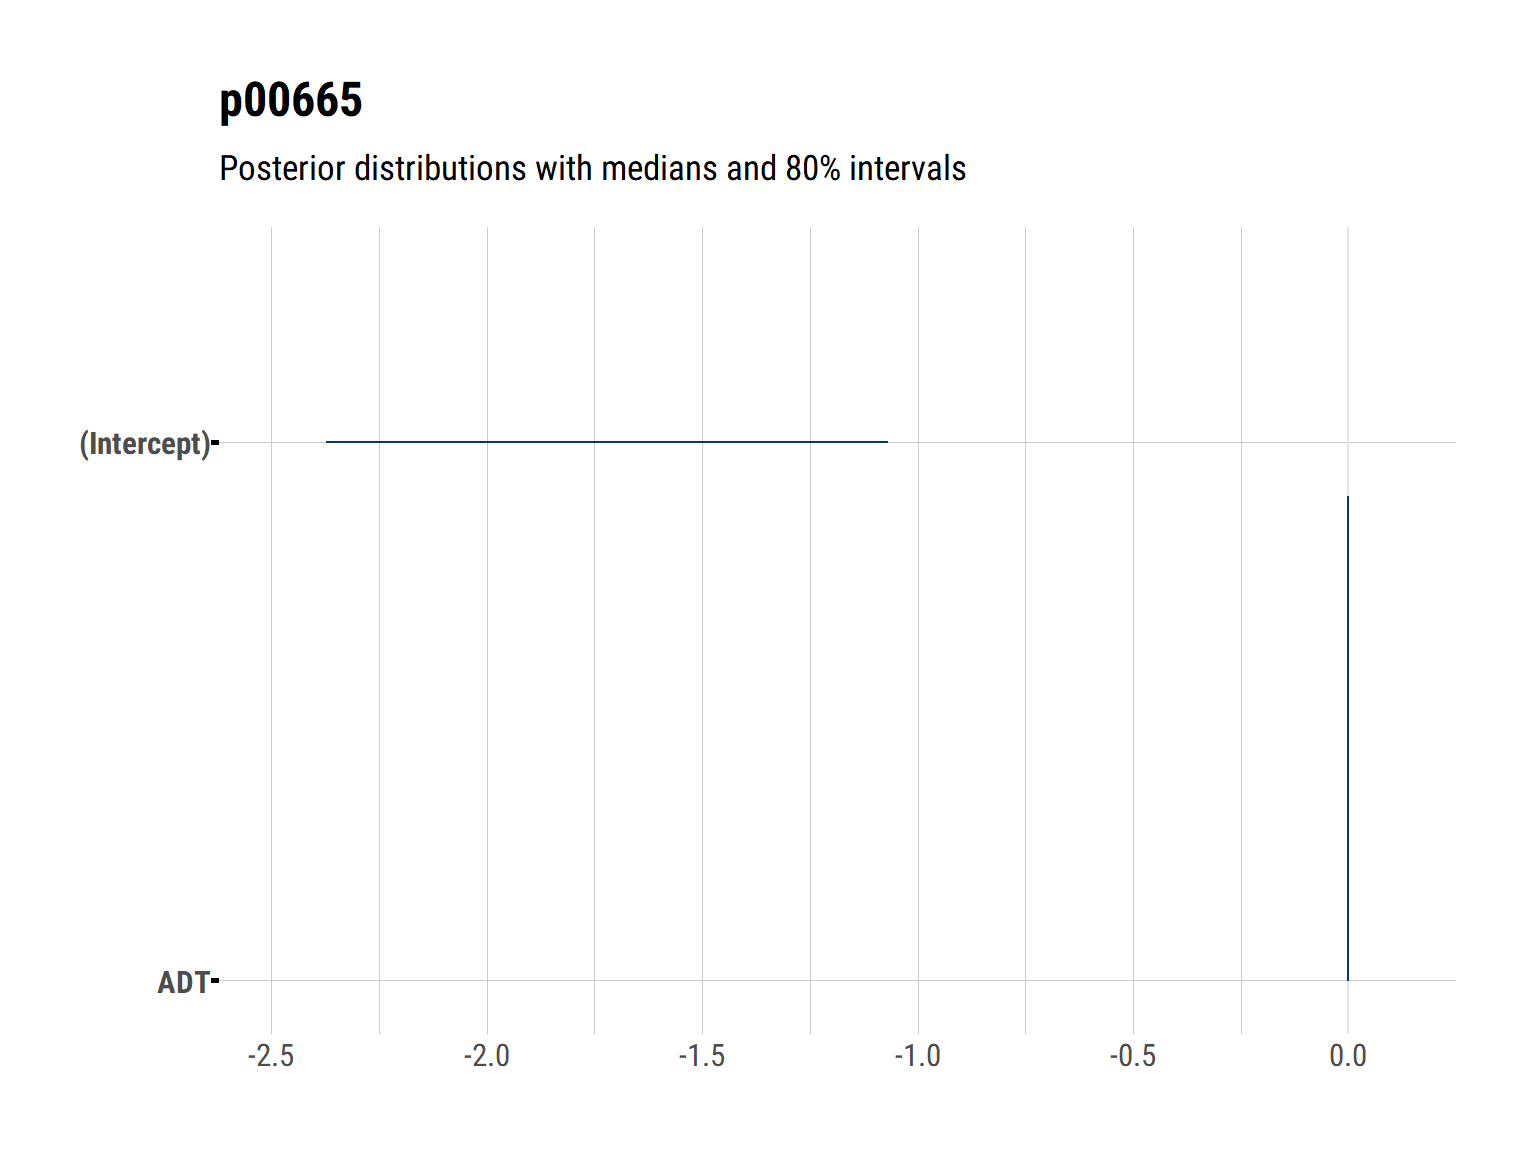 p00665
Posterior distributions with medians and 80% intervals
(Intercept)
ADT
-2.5 -2.0 -1.5 -1.0 -0.5 0.0